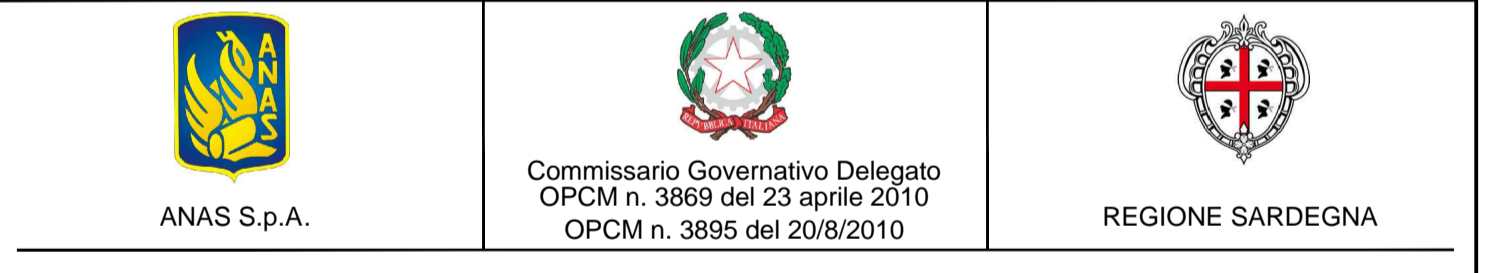 ANAS
ANAS S.p.A.
REPVBBLICA ITALIANA
Commissario Governativo Delegato
OPCM n. 3869 del 23 aprile 2010
OPCM n. 3895 del 20/8/2010
REGIONE SARDEGNA